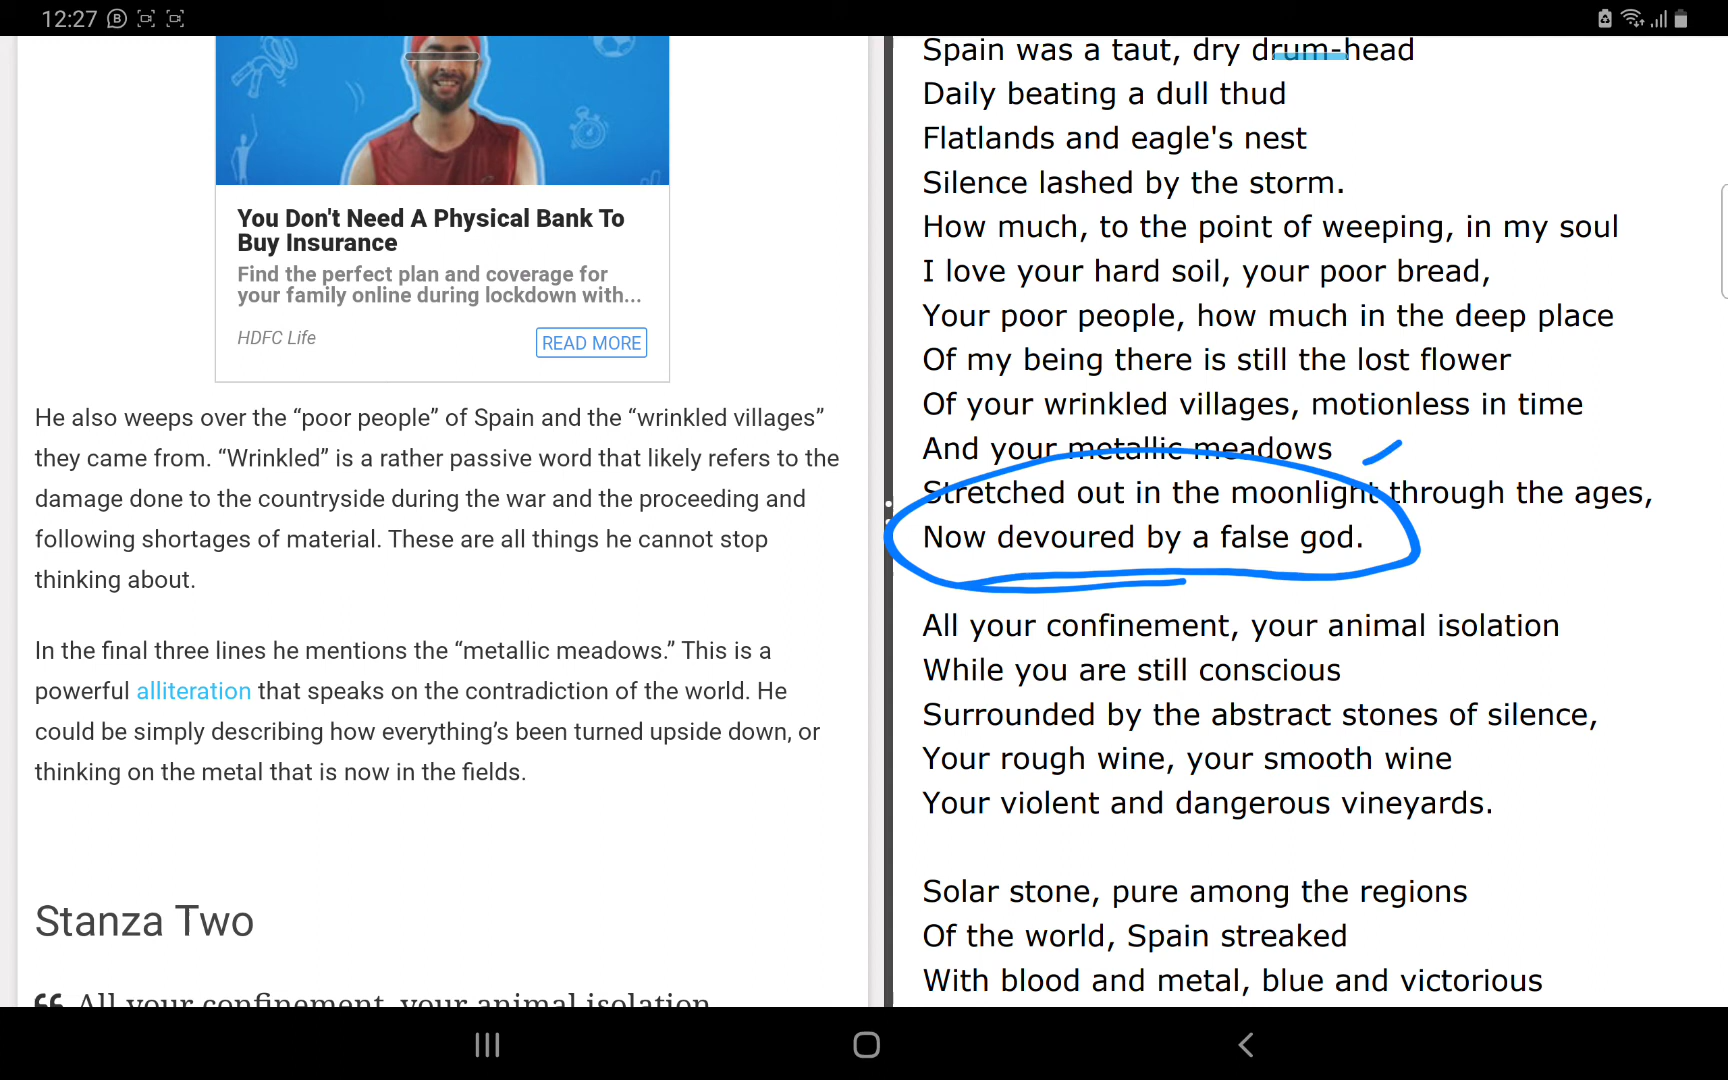 12:27
You Don't Need A Physical Bank To
Buy Insurance
Find the perfect plan and coverage for
your family online during lockdown with...
HDFC Life
READ MORE
He also weeps over the “poor people” of Spain and the “wrinkled villages”
they came from. “Wrinkled” is a rather passive word that likely refers to the
damage done to the countryside during the war and the proceeding and
following shortages of material. These are all things he cannot stop
thinking about.
In the final three lines he mentions the “metallic meadows.” This is a
powerful alliteration that speaks on the contradiction of the world. He
could be simply describing how everything’s been turned upside down, or
thinking on the metal that is now in the fields.
Stanza Two
“ All your confinement, your animal isolation
Spain was a taut, dry drum-head
Daily beating a dull thud
Flatlands and eagle's nest
Silence lashed by the storm.
How much, to the point of weeping, in my soul
I love your hard soil, your poor bread,
Your poor people, how much in the deep place
Of my being there is still the lost flower
Of your wrinkled villages, motionless in time
And your metallic meadows
Stretched out in the moonlight through the ages,
Now devoured by a false god.
All your confinement, your animal isolation
While you are still conscious
Surrounded by the abstract stones of silence,
Your rough wine, your smooth wine
Your violent and dangerous vineyards.
Solar stone, pure among the regions
Of the world, Spain streaked
With blood and metal, blue and victorious